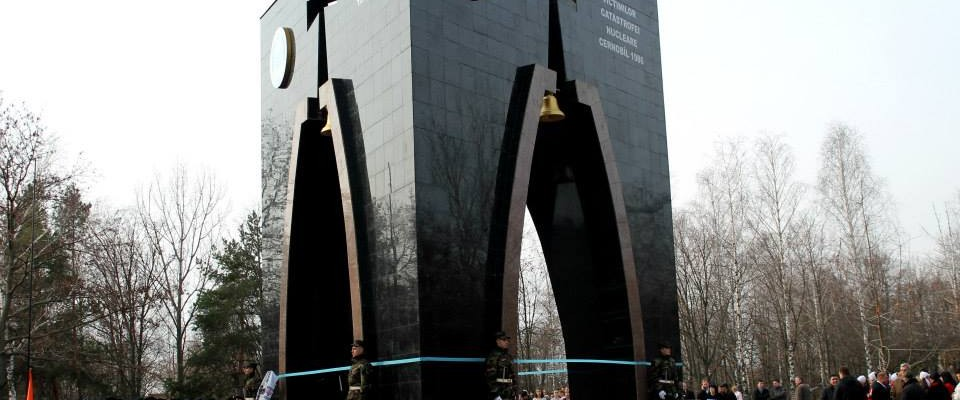 VICTIMILOR
CATASTROFEI
NUCLEARE
CERNOBÎL-1986